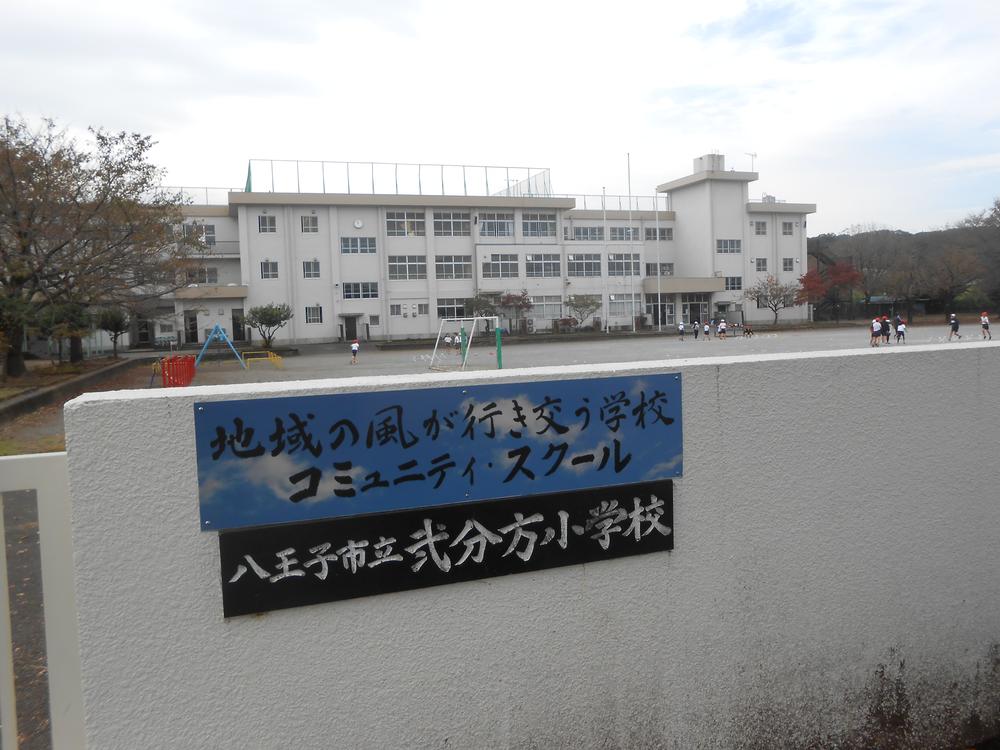 地域の風が行き交う学校
コミュニティ・スクール
八王子市立弐分方小学校